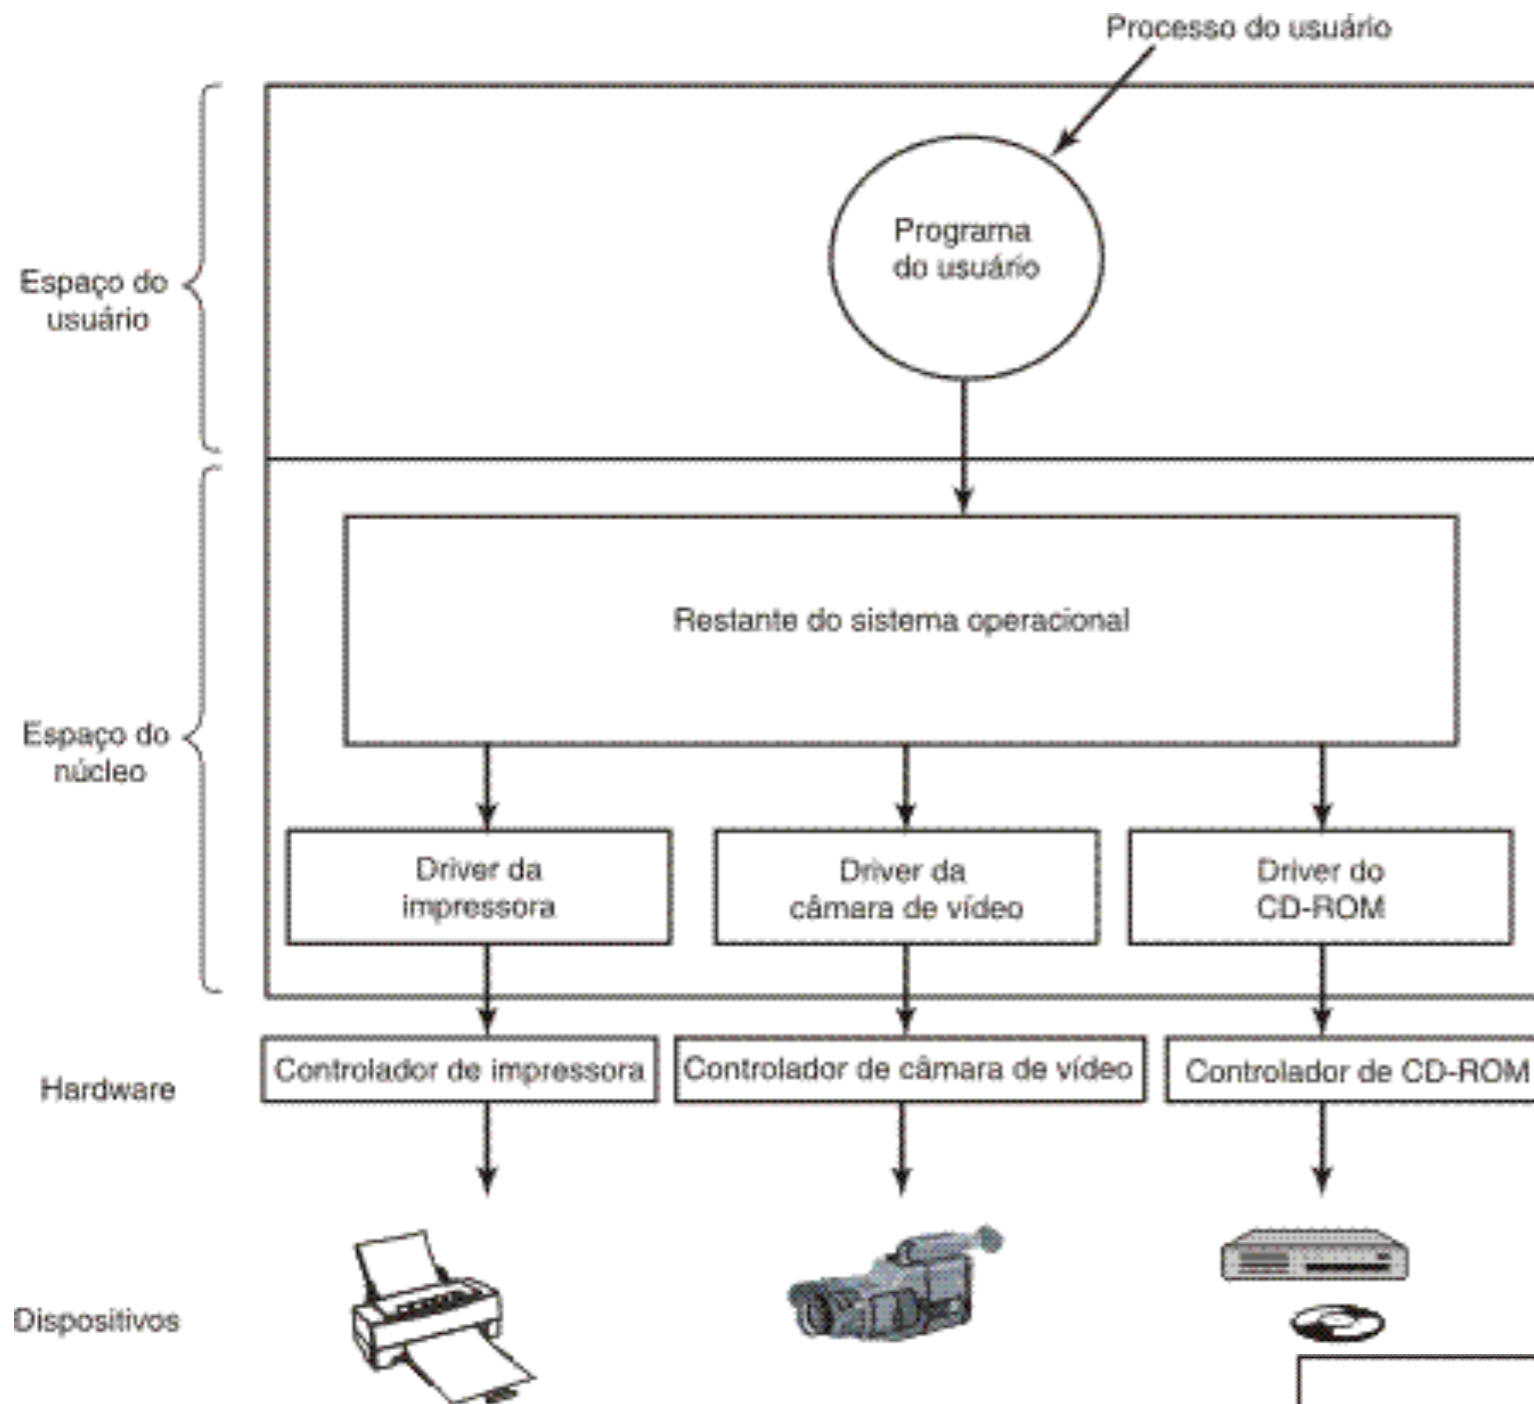 Processo do usuário
Programa
do usuário
Espaço do
usuário
Restante do sistema operacional
Espaço do
núcleo
Driver da
impressora
Driver da
câmara de vídeo
Driver do
CD-ROM
Hardware
Controlador de impressora
Controlador de câmara de vídeo
Controlador de CD-ROM
Dispositivos